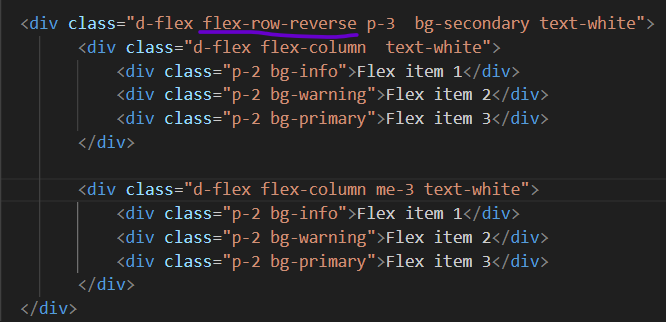 <div class="d-flex flex-row-reverse p-3  bg-secondary text-white">
<div class="d-flex flex-column  text-white">
<div class="p-2 bg-info">Flex item 1</div>
<div class="p-2 bg-warning">Flex item 2</div>
<div class="p-2 bg-primary">Flex item 3</div>
</div>
<div class="d-flex flex-column me-3 text-white">
<div class="p-2 bg-info">Flex item 1</div>
<div class="p-2 bg-warning">Flex item 2</div>
<div class="p-2 bg-primary">Flex item 3</div>
</div>
</div>